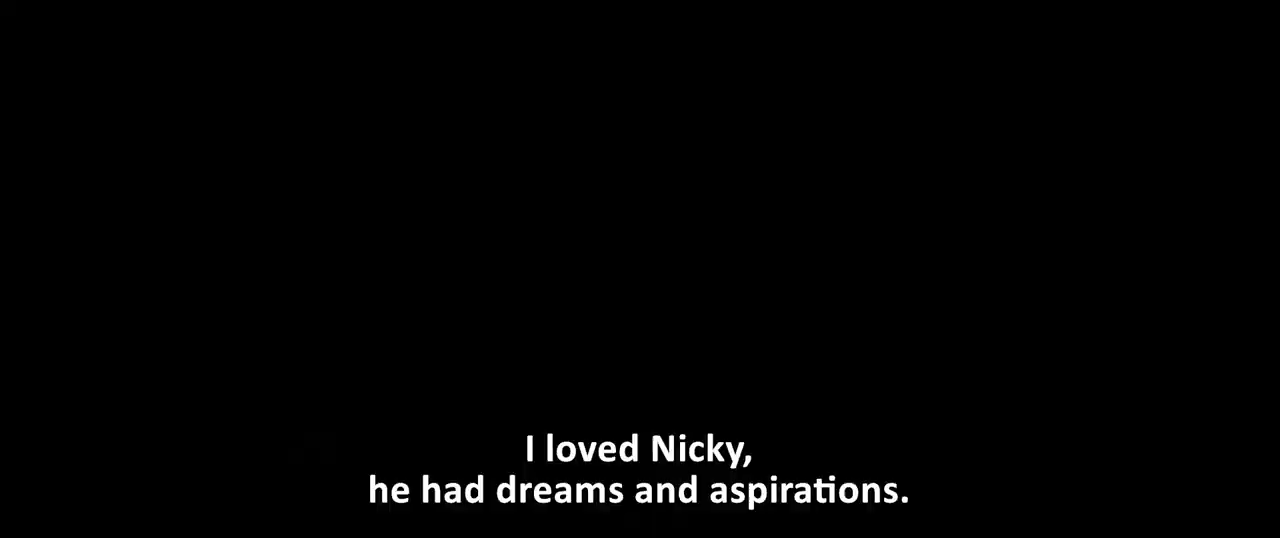 I loved Nicky,
he had dreams and aspirations.